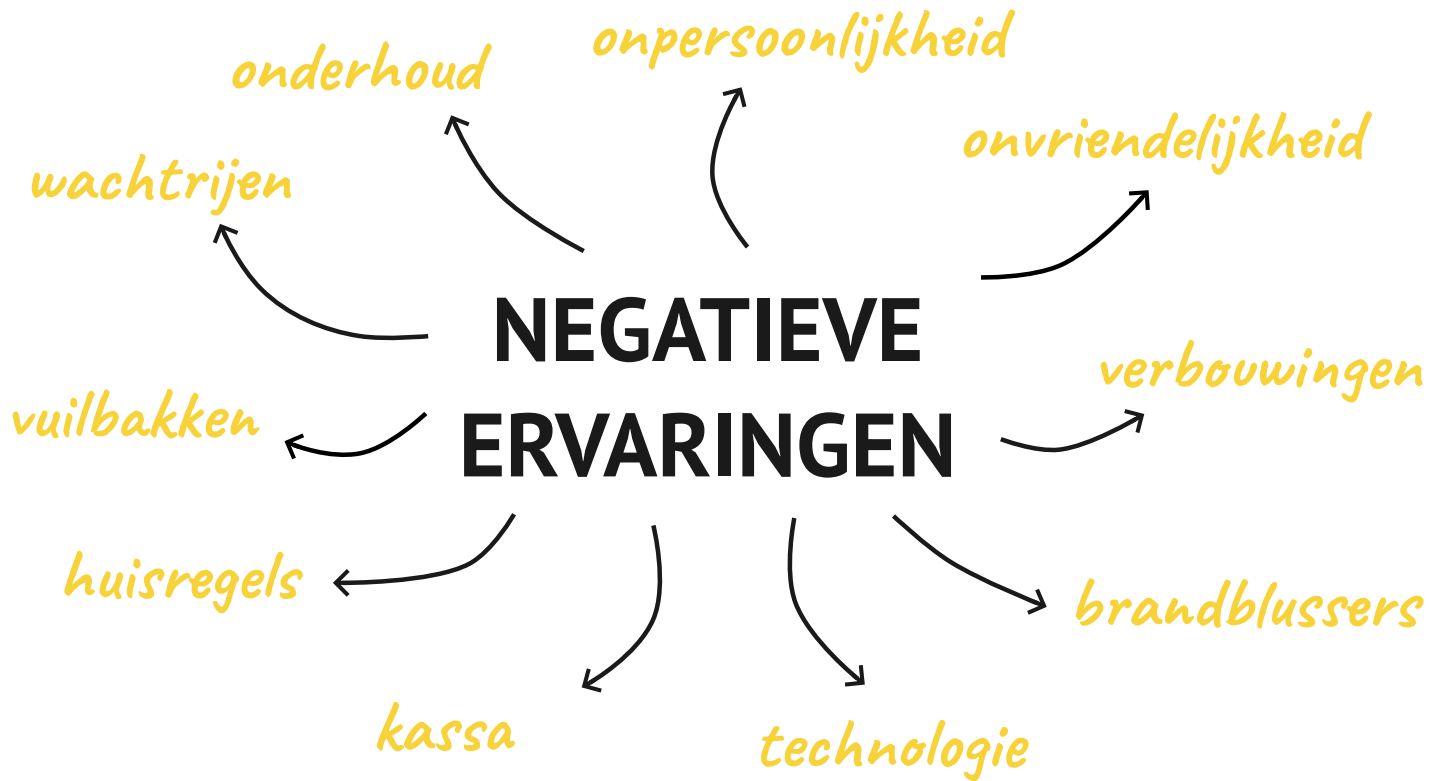 onpersoonlijkheid
onderhoud
onvriendelijkheid
wachtrijen
NEGATIEVE
ERVARINGEN
verbouwingen
vuilbakken
huisregels
brandblussers
kassa
technologie